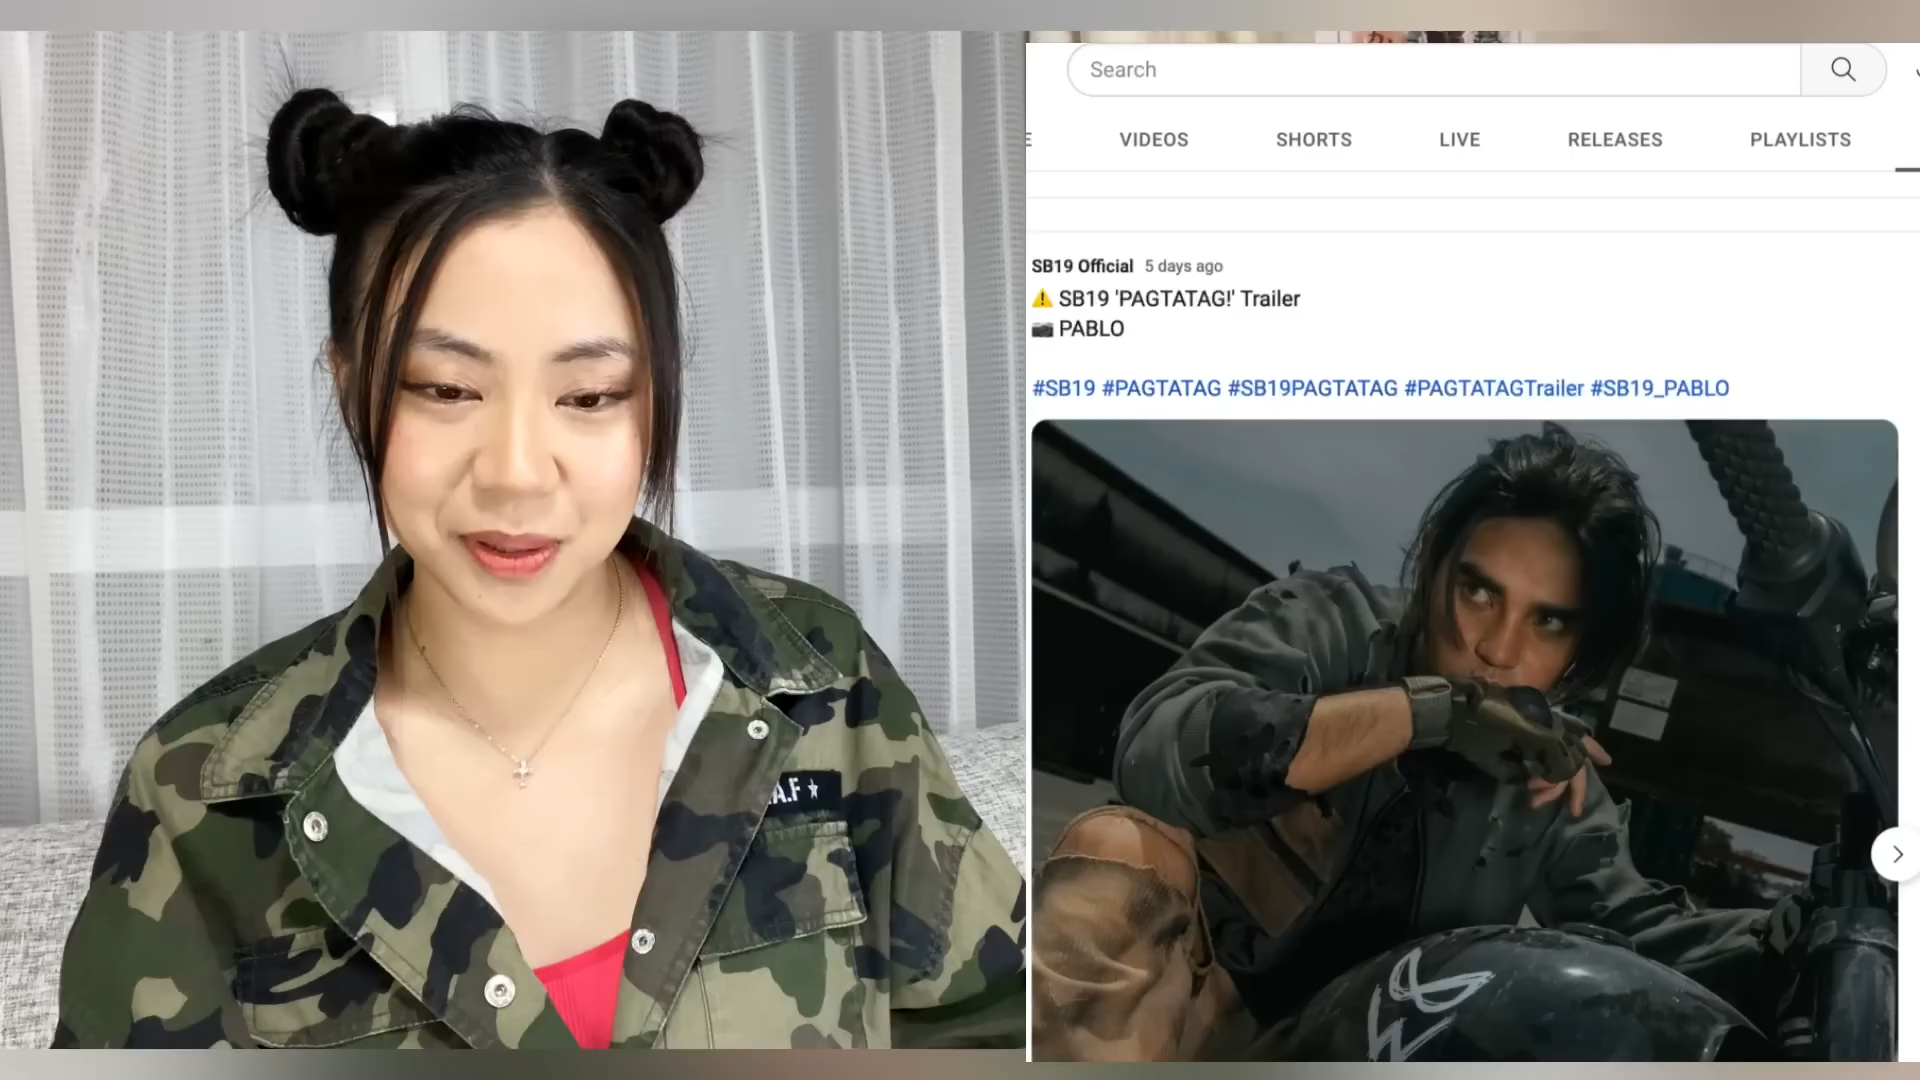 Search
VIDEOS SHORTS LIVE RELEASES PLAYLISTS
SB19 Official 5 days ago
⚠️ SB19 'PAGTATAG!' Trailer
📷 PABLO
#SB19 #PAGTATAG #SB19PAGTATAG #PAGTATAGTrailer #SB19_PABLO
A.F ★